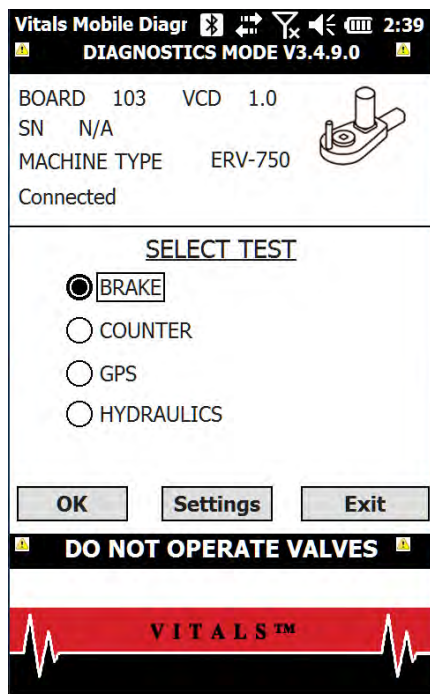 Vitals Mobile Diagr 2:39
DIAGNOSTICS MODE V3.4.9.0
BOARD 103 VCD 1.0
SN N/A
MACHINE TYPE ERV-750
Connected
SELECT TEST
BRAKE
COUNTER
GPS
HYDRAULICS
OK Settings Exit
DO NOT OPERATE VALVES
VITALS™